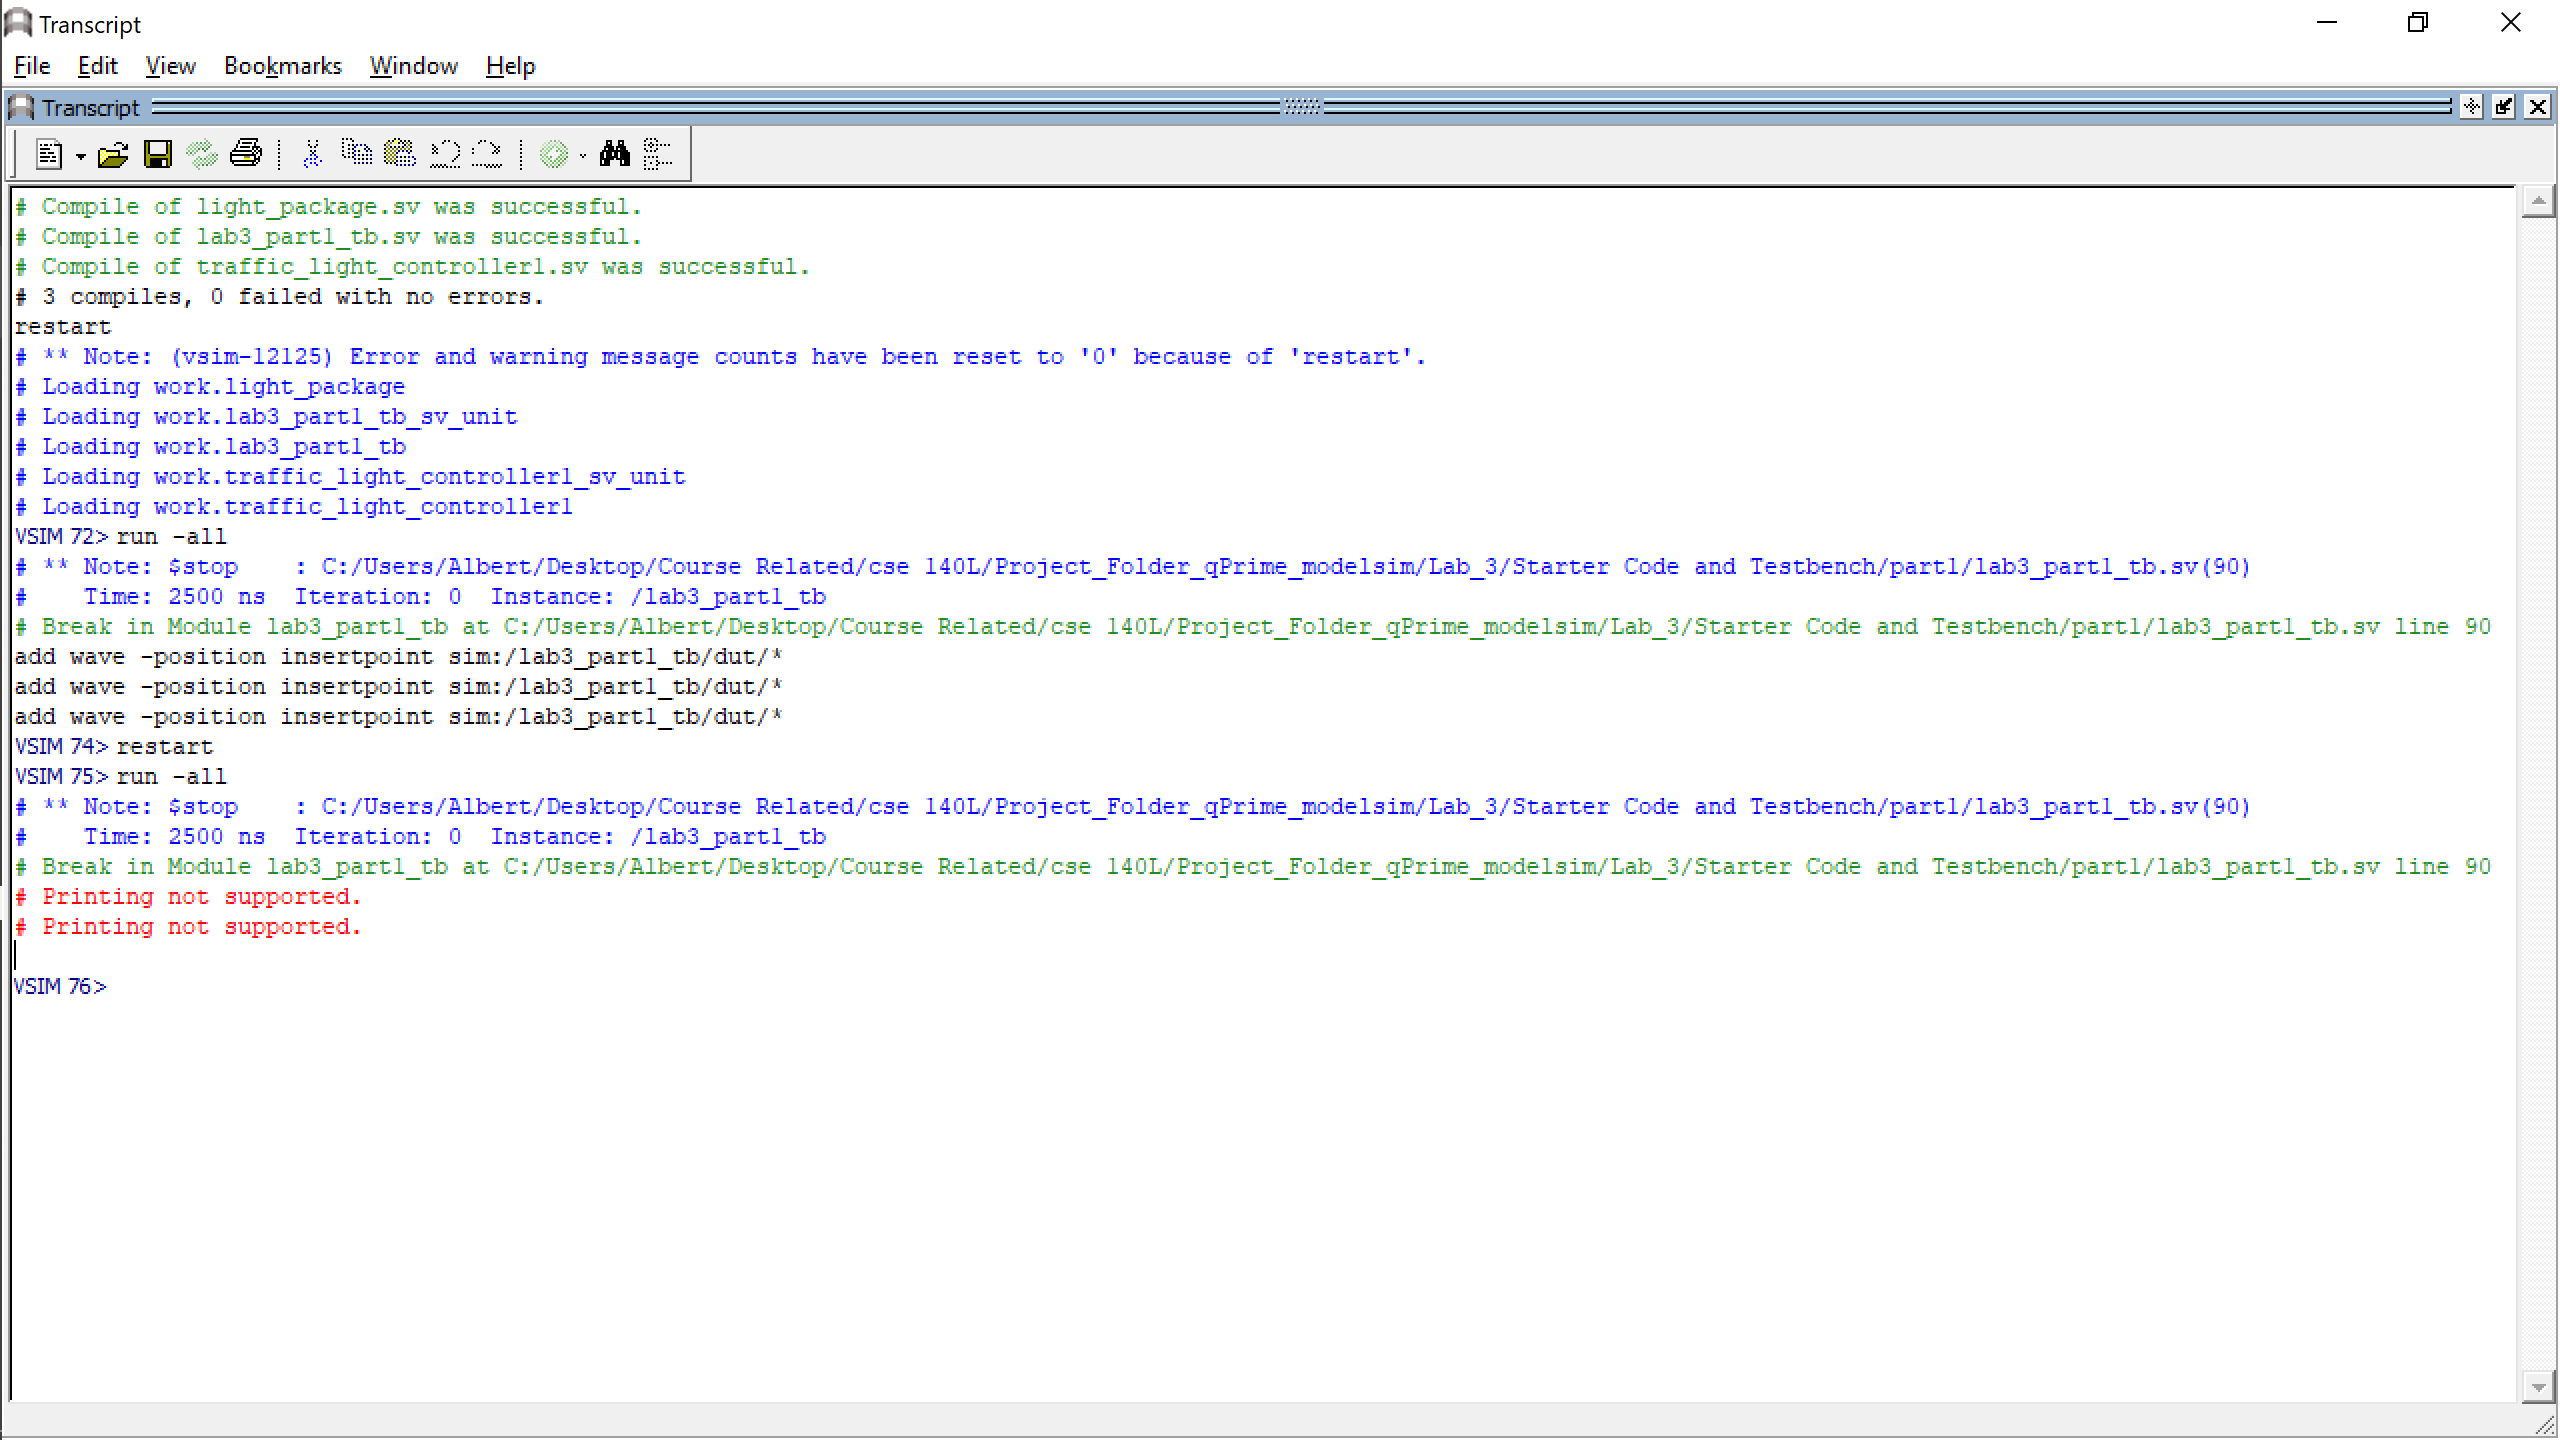 Transcript
File Edit View Bookmarks Window Help
Transcript
# Compile of light_package.sv was successful.
# Compile of lab3_part1_tb.sv was successful.
# Compile of traffic_light_controller1.sv was successful.
# 3 compiles, 0 failed with no errors.
restart
# ** Note: (vsim-12125) Error and warning message counts have been reset to '0' because of 'restart'.
# Loading work.light_package
# Loading work.lab3_part1_tb_sv_unit
# Loading work.lab3_part1_tb
# Loading work.traffic_light_controller1_sv_unit
# Loading work.traffic_light_controller1
VSIM 72> run -all
# ** Note: $stop    : C:/Users/Albert/Desktop/Course Related/cse 140L/Project_Folder_qPrime_modelsim/Lab_3/Starter Code and Testbench/part1/lab3_part1_tb.sv(90)
#    Time: 2500 ns  Iteration: 0  Instance: /lab3_part1_tb
# Break in Module lab3_part1_tb at C:/Users/Albert/Desktop/Course Related/cse 140L/Project_Folder_qPrime_modelsim/Lab_3/Starter Code and Testbench/part1/lab3_part1_tb.sv line 90
add wave -position insertpoint sim:/lab3_part1_tb/dut/*
add wave -position insertpoint sim:/lab3_part1_tb/dut/*
add wave -position insertpoint sim:/lab3_part1_tb/dut/*
VSIM 74> restart
VSIM 75> run -all
# ** Note: $stop    : C:/Users/Albert/Desktop/Course Related/cse 140L/Project_Folder_qPrime_modelsim/Lab_3/Starter Code and Testbench/part1/lab3_part1_tb.sv(90)
#    Time: 2500 ns  Iteration: 0  Instance: /lab3_part1_tb
# Break in Module lab3_part1_tb at C:/Users/Albert/Desktop/Course Related/cse 140L/Project_Folder_qPrime_modelsim/Lab_3/Starter Code and Testbench/part1/lab3_part1_tb.sv line 90
# Printing not supported.
# Printing not supported.
VSIM 76>